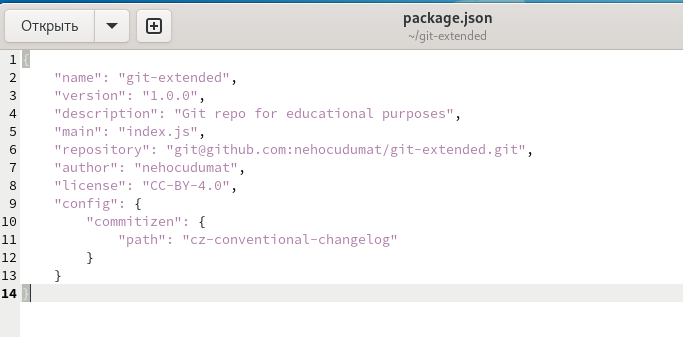 Открыть
package.json
~/git-extended
1 {
2     "name": "git-extended",
3     "version": "1.0.0",
4     "description": "Git repo for educational purposes",
5     "main": "index.js",
6     "repository": "git@github.com:nehocudumat/git-extended.git",
7     "author": "nehocudumat",
8     "license": "CC-BY-4.0",
9     "config": {
10         "commitizen": {
11             "path": "cz-conventional-changelog"
12         }
13     }
14 }